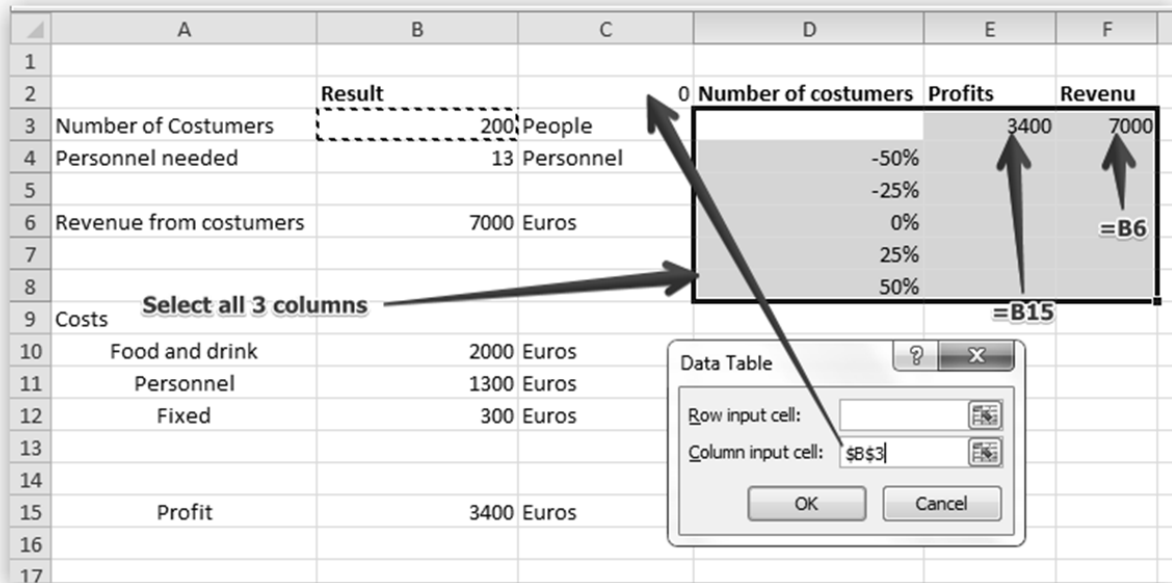 A B C D E F
1
2 Result 0 Number of costumers Profits Revenu
3 Number of Costumers 200 People 3400 7000
4 Personnel needed 13 Personnel -50%
5 -25%
6 Revenue from costumers 7000 Euros 0% =B6
7 25%
8 Select all 3 columns 50%
9 Costs =B15
10 Food and drink 2000 Euros
11 Personnel 1300 Euros
12 Fixed 300 Euros
13
14
15 Profit 3400 Euros
16
17
Data Table ? X
Row input cell:
Column input cell: $B$3
OK Cancel